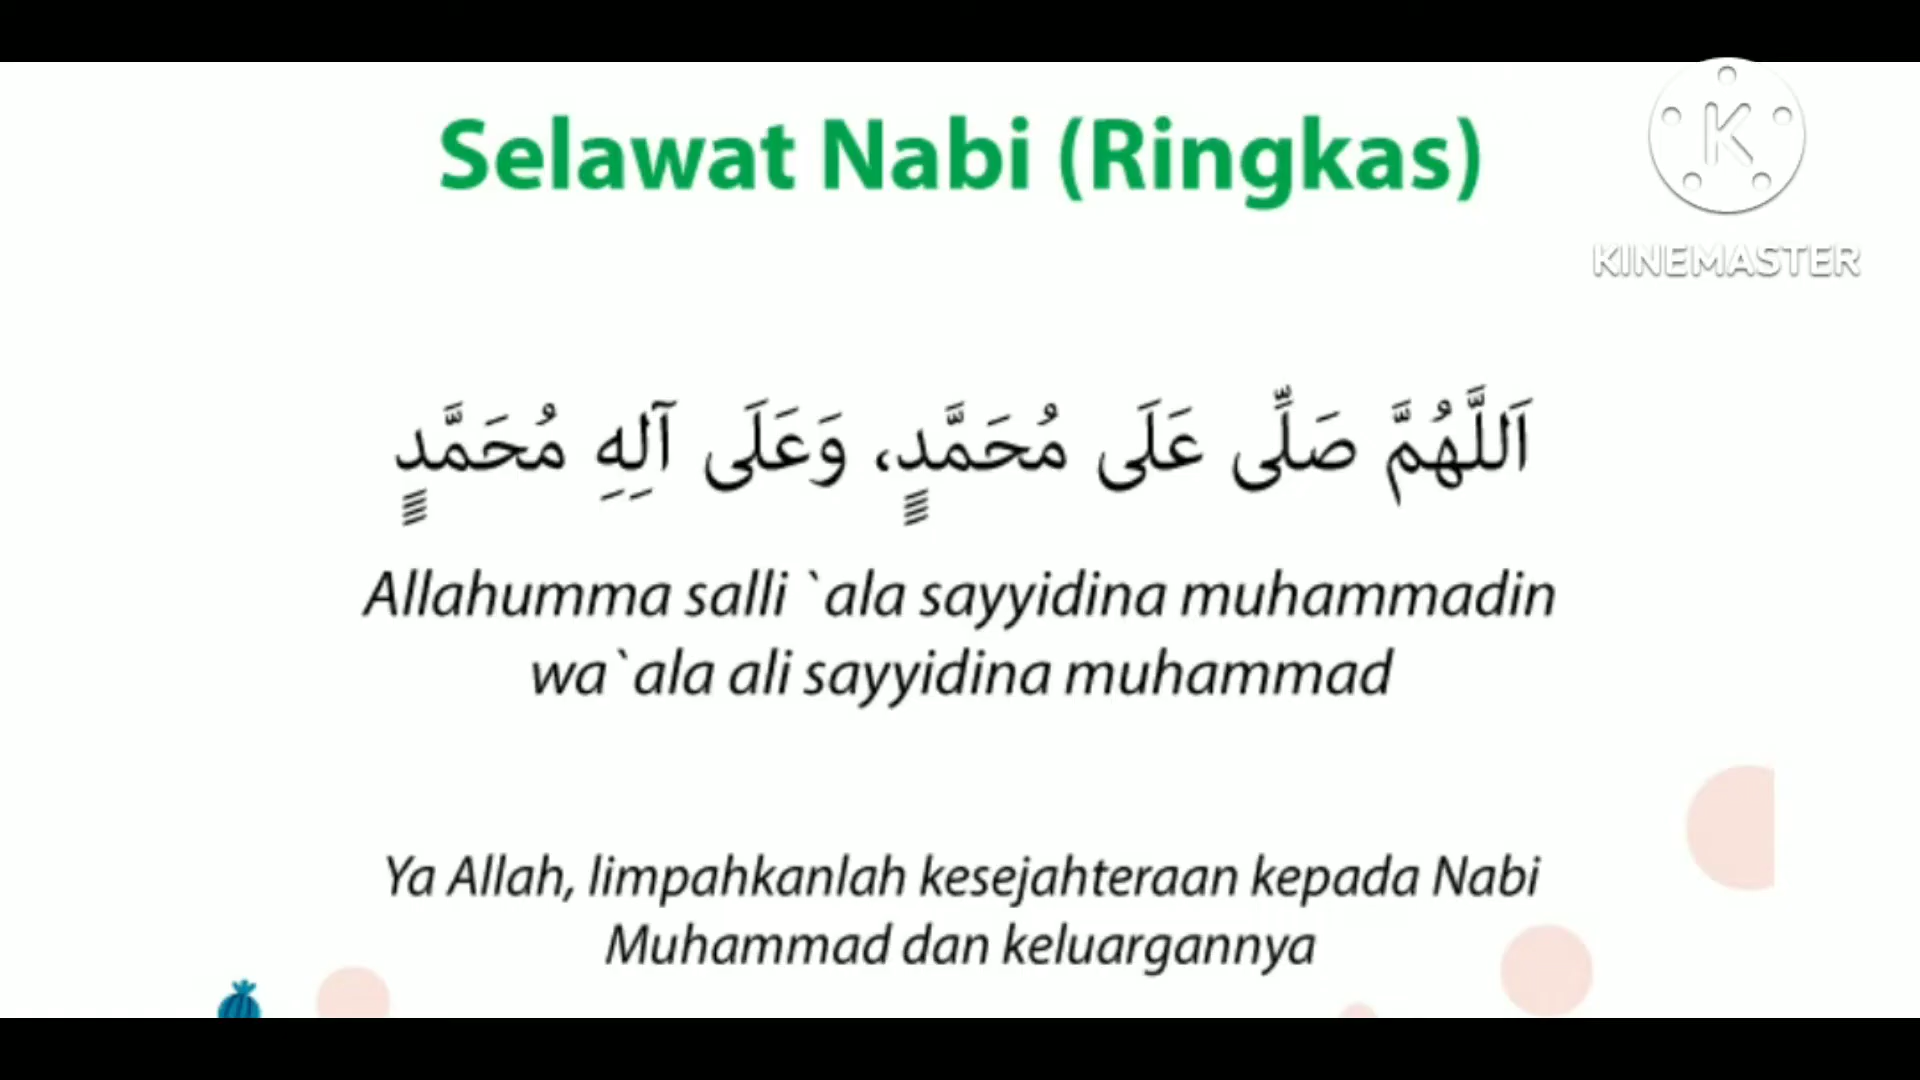 Selawat Nabi (Ringkas)
KINEMASTER
اَللَّهُمَّ صَلِّى عَلَى مُحَمَّدٍ، وَعَلَى آلِهِ مُحَمَّدٍ
Allahumma salli `ala sayyidina muhammadin
wa`ala ali sayyidina muhammad
Ya Allah, limpahkanlah kesejahteraan kepada Nabi
Muhammad dan keluargannya